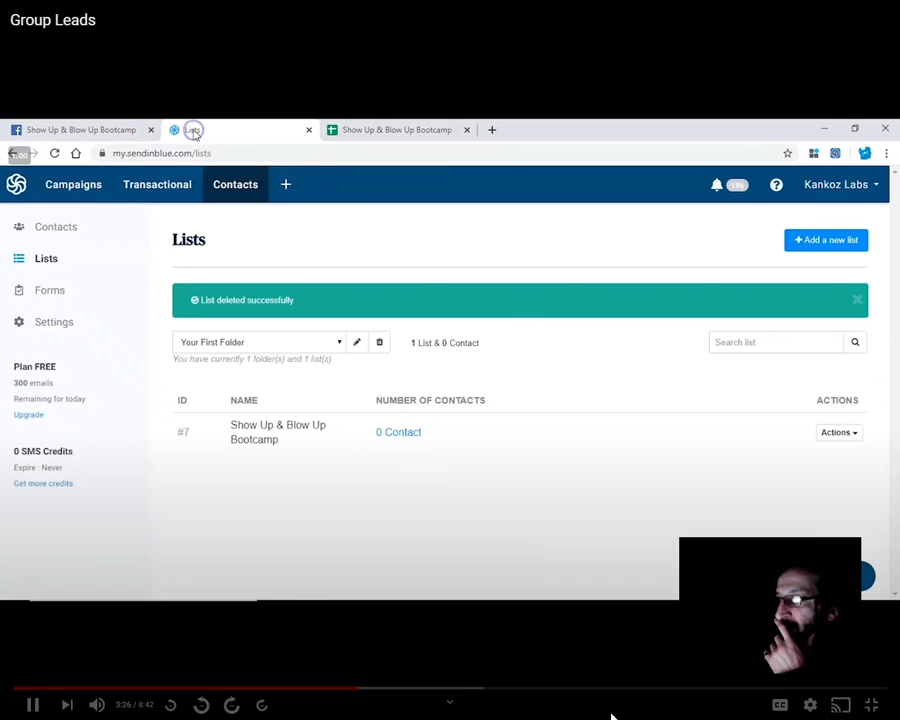 Group Leads
Show Up & Blow Up Bootcamp
Lists
Show Up & Blow Up Bootcamp -
1.00
my.sendinblue.com/lists
Campaigns
Transactional
Contacts
Kankoz Labs
Contacts
Lists
Forms
Settings
Plan FREE
300 emails
Remaining for today
Upgrade
0 SMS Credits
Expire : Never
Get more credits
Lists
+ Add a new list
List deleted successfully
Your First Folder
1 List & 0 Contact
Search list
You have currently 1 folder(s) and 1 list(s)
ID NAME NUMBER OF CONTACTS ACTIONS
#7 Show Up & Blow Up
Bootcamp
0 Contact
Actions
3:26 / 8:42
CC